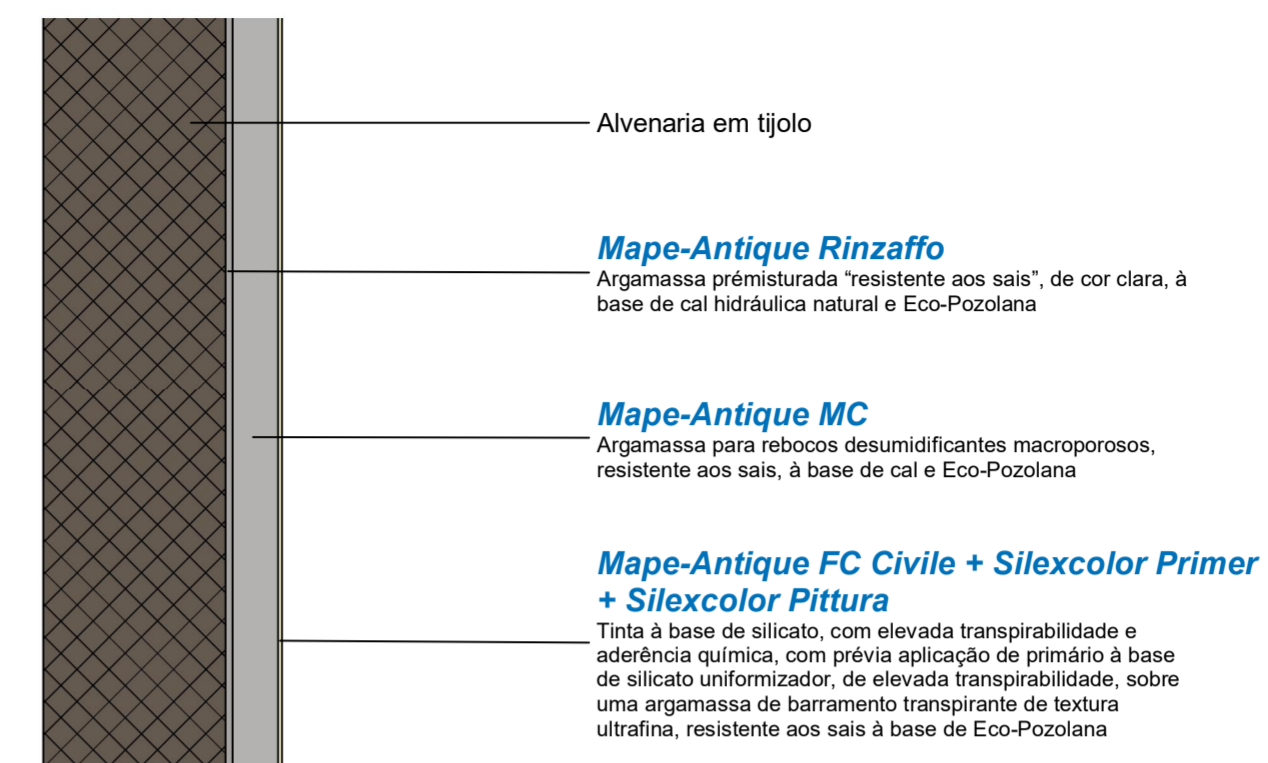 Alvenaria em tijolo
Mape-Antique Rinzaffo
Argamassa prémisturada “resistente aos sais”, de cor clara, à
base de cal hidráulica natural e Eco-Pozolana
Mape-Antique MC
Argamassa para rebocos desumidificantes macroporosos,
resistente aos sais, à base de cal e Eco-Pozolana
Mape-Antique FC Civile + Silexcolor Primer
+ Silexcolor Pittura
Tinta à base de silicato, com elevada transpirabilidade e
aderência química, com prévia aplicação de primário à base
de silicato uniformizador, de elevada transpirabilidade, sobre
uma argamassa de barramento transpirante de textura
ultrafina, resistente aos sais à base de Eco-Pozolana